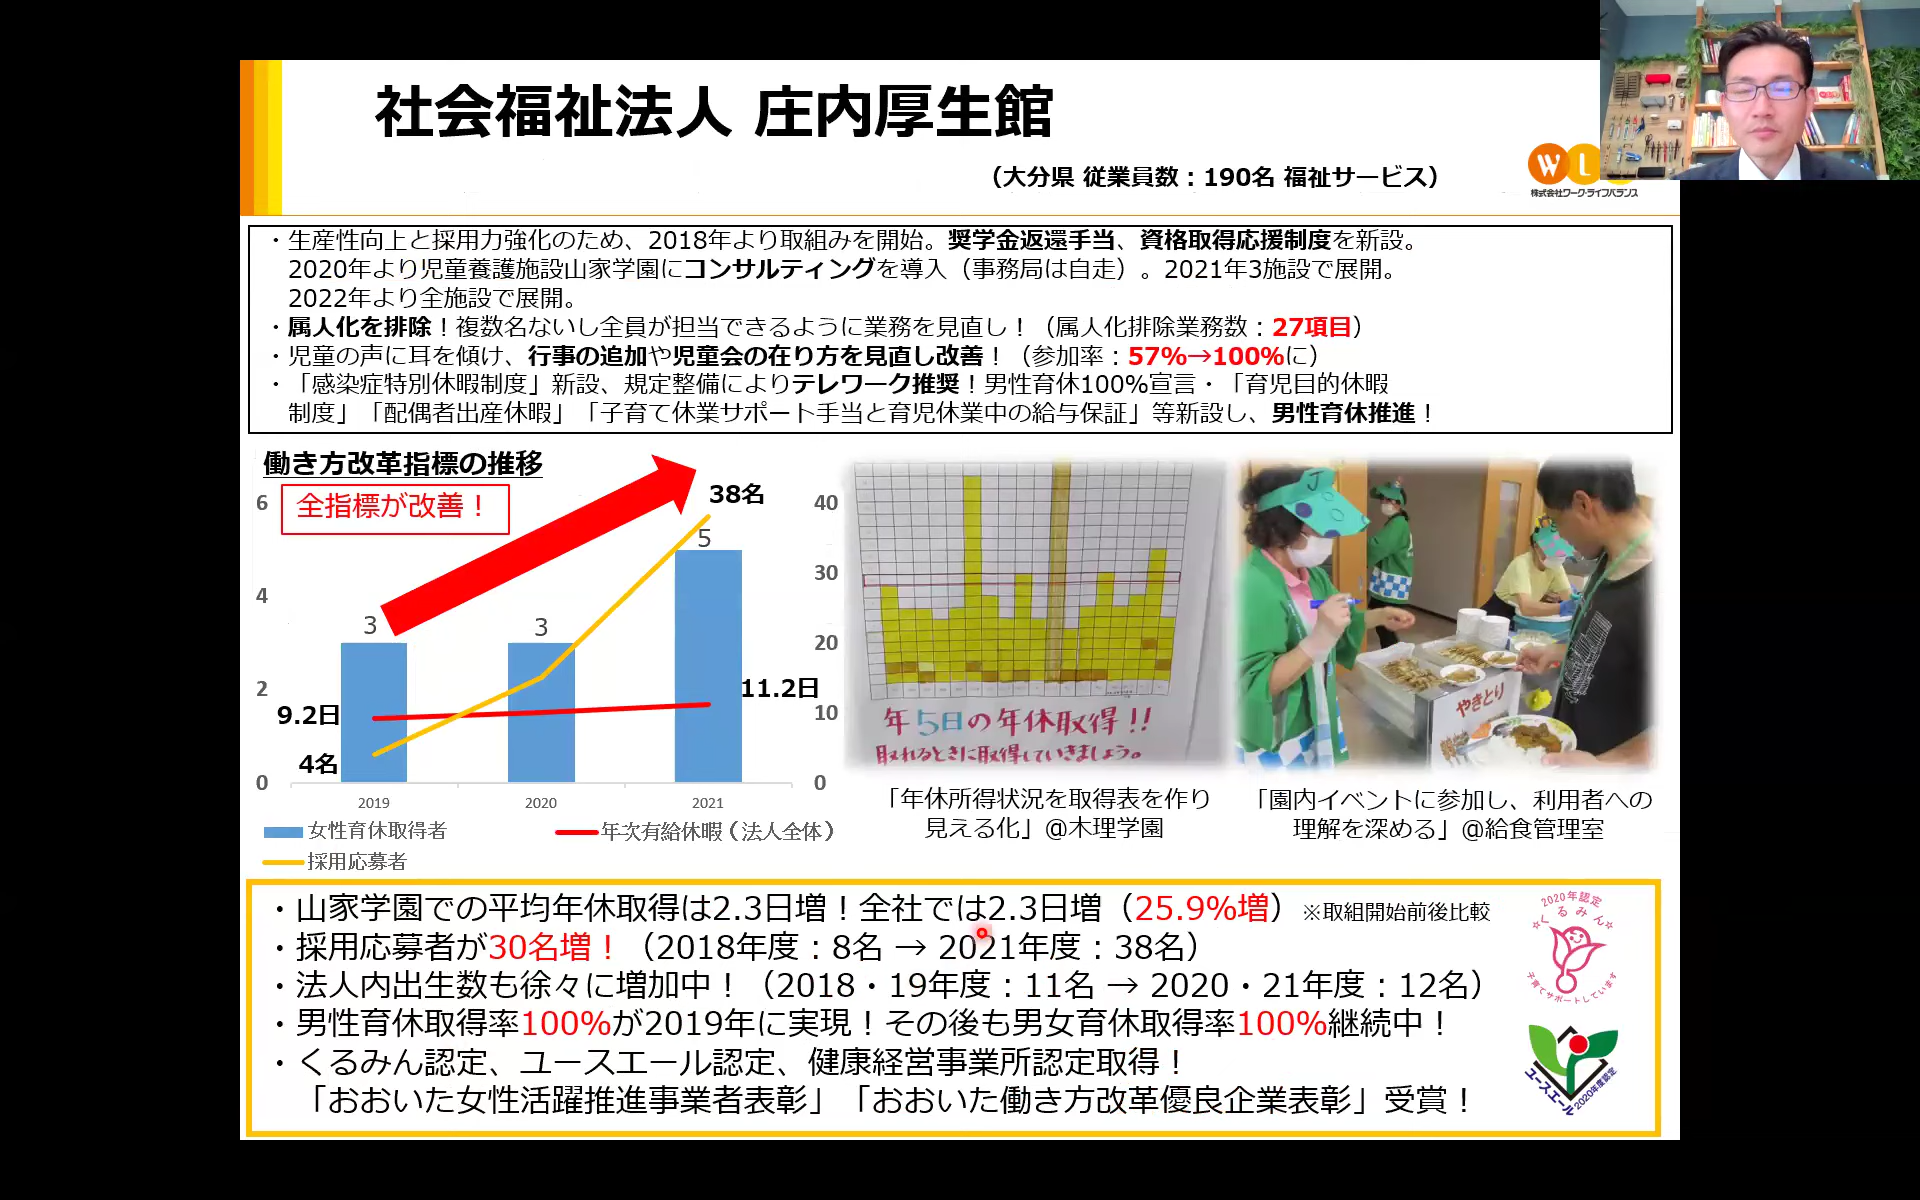 社会福祉法人 庄内厚生館
（大分県 従業員数：190名 福祉サービス）
WL
株式会社ワーク・ライフバランス
・生産性向上と採用力強化のため、2018年より取組みを開始。奨学金返還手当、資格取得応援制度を新設。
2020年より児童養護施設山家学園にコンサルティングを導入（事務局は自走）。2021年3施設で展開。
2022年より全施設で展開。
・属人化を排除！複数名ないし全員が担当できるように業務を見直し！（属人化排除業務数：27項目）
・児童の声に耳を傾け、行事の追加や児童会の在り方を見直し改善！（参加率：57%→100%に）
・「感染症特別休暇制度」新設、規定整備によりテレワーク推奨！男性育休100%宣言・「育児目的休暇
制度」「配偶者出産休暇」「子育て休業サポート手当と育児休業中の給与保証」等新設し、男性育休推進！
働き方改革指標の推移
全指標が改善！
6
4
2
0
40
30
20
10
0
3
3
5
38名
9.2日
4名
11.2日
2019
2020
2021
女性育休取得者
年次有給休暇（法人全体）
採用応募者
年5日の年休取得!!
取れるときに取得していきましょう。
やきとり
「年休所得状況を取得表を作り
見える化」@木理学園
「園内イベントに参加し、利用者への
理解を深める」@給食管理室
・山家学園での平均年休取得は2.3日増！全社では2.3日増（25.9%増）※取組開始前後比較
・採用応募者が30名増！（2018年度：8名 → 2021年度：38名）
・法人内出生数も徐々に増加中！（2018・19年度：11名 → 2020・21年度：12名）
・男性育休取得率100%が2019年に実現！その後も男女育休取得率100%継続中！
・くるみん認定、ユースエール認定、健康経営事業所認定取得！
「おおいた女性活躍推進事業者表彰」「おおいた働き方改革優良企業表彰」受賞！
2020年認定
☆くるみん☆
子育てサポートしています
ユースエール
2020年度認定